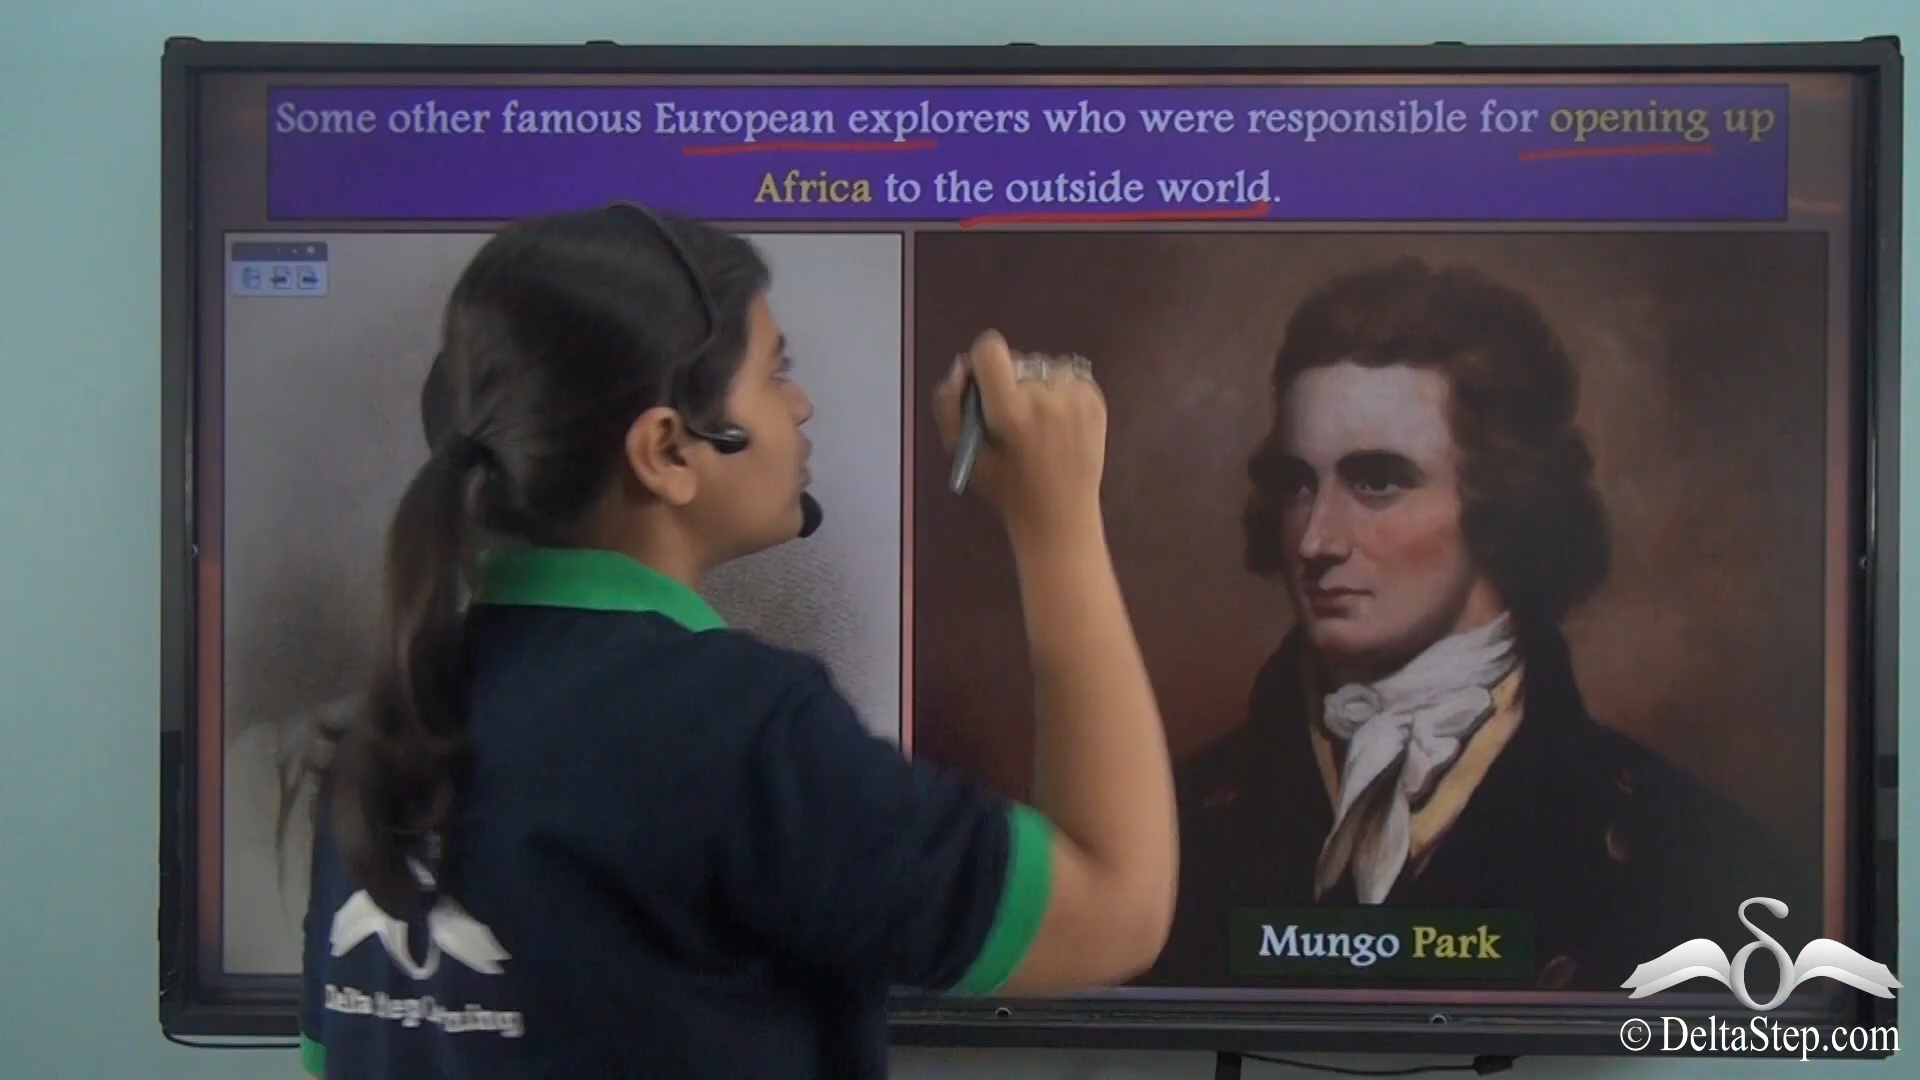 Some other famous European explorers who were responsible for opening up
Africa to the outside world.
Mungo Park
© DeltaStep.com